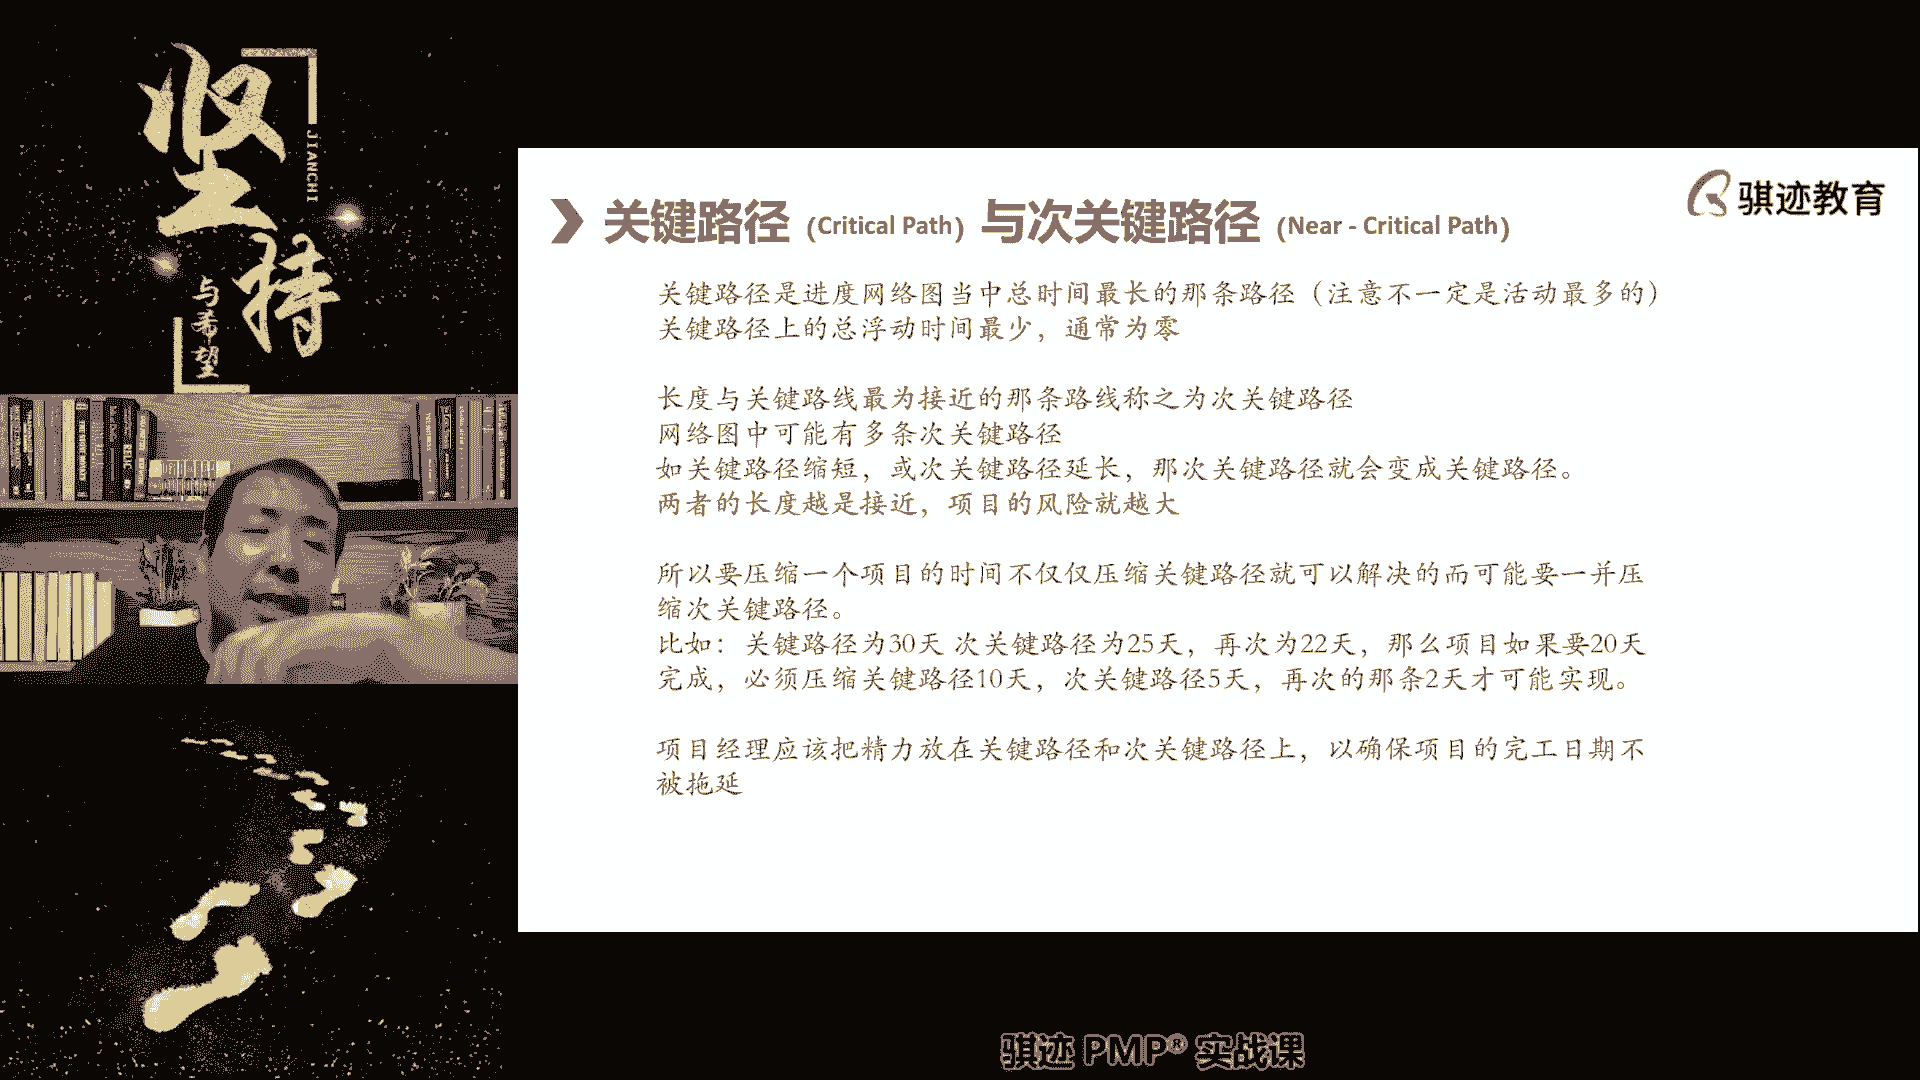 坚持
JIANCHI
与希望
骐迹教育
关键路径 (Critical Path) 与次关键路径 (Near - Critical Path)
关键路径是进度网络图当中总时间最长的那条路径（注意不一定是活动最多的）
关键路径上的总浮动时间最少，通常为零
长度与关键路线最为接近的那条路线称之为次关键路径
网络图中可能有多条次关键路径
如关键路径缩短，或次关键路径延长，那次关键路径就会变成关键路径。
两者的长度越是接近，项目的风险就越大
所以要压缩一个项目的时间不仅仅压缩关键路径就可以解决的而可能要一并压
缩次关键路径。
比如：关键路径为30天 次关键路径为25天，再次为22天，那么项目如果要20天
完成，必须压缩关键路径10天，次关键路径5天，再次的那条2天才可能实现。
项目经理应该把精力放在关键路径和次关键路径上，以确保项目的完工日期不
被拖延
骐迹 PMP® 实战课